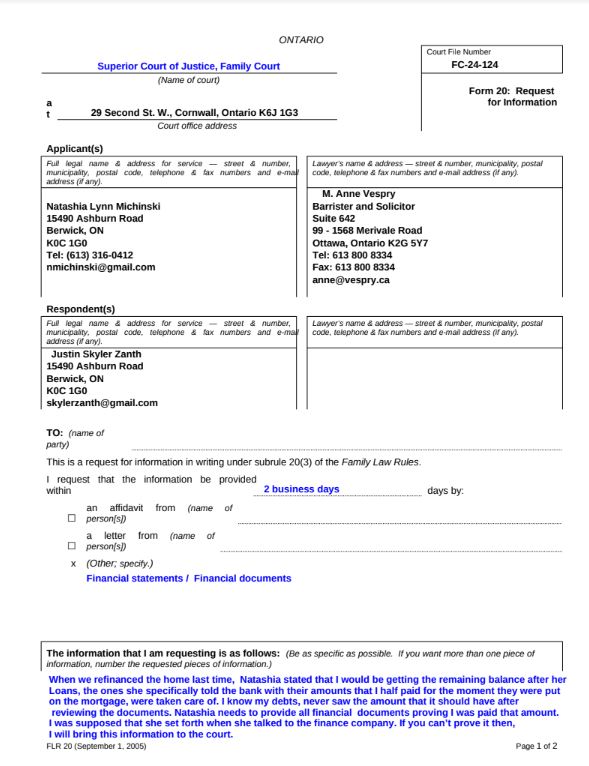 ONTARIO
Court File Number
Superior Court of Justice, Family Court
FC-24-124
(Name of court)
Form 20: Request
for Information
a
t
29 Second St. W., Cornwall, Ontario K6J 1G3
Court office address
Applicant(s)
Full legal name & address for service — street & number,
municipality, postal code, telephone & fax numbers and e-mail
address (if any).
Lawyer's name & address — street & number, municipality, postal
code, telephone & fax numbers and e-mail address (if any).
Natashia Lynn Michinski
15490 Ashburn Road
Berwick, ON
K0C 1G0
Tel: (613) 316-0412
nmichinski@gmail.com
M. Anne Vespry
Barrister and Solicitor
Suite 642
99 - 1568 Merivale Road
Ottawa, Ontario K2G 5Y7
Tel: 613 800 8334
Fax: 613 800 8334
anne@vespry.ca
Respondent(s)
Full legal name & address for service — street & number,
municipality, postal code, telephone & fax numbers and e-mail
address (if any).
Lawyer's name & address — street & number, municipality, postal
code, telephone & fax numbers and e-mail address (if any).
Justin Skyler Zanth
15490 Ashburn Road
Berwick, ON
K0C 1G0
skylerzanth@gmail.com
TO: (name of
party)
This is a request for information in writing under subrule 20(3) of the Family Law Rules.
I request that the information be provided
within
2 business days
days by:
☐ an affidavit from (name of
person[s])
☐ a letter from (name of
person[s])
x (Other; specify.)
Financial statements / Financial documents
The information that I am requesting is as follows: (Be as specific as possible. If you want more than one piece of
information, number the requested pieces of information.)
When we refinanced the home last time, Natashia stated that I would be getting the remaining balance after her
Loans, the ones she specifically told the bank with their amounts that I half paid for the moment they were put
on the mortgage, were taken care of. I know my debts, never saw the amount that it should have after
reviewing the documents. Natashia needs to provide all financial documents proving I was paid that amount.
I was supposed that she set forth when she talked to the finance company. If you can't prove it then,
I will bring this information to the court.
FLR 20 (September 1, 2005)
Page 1 of 2